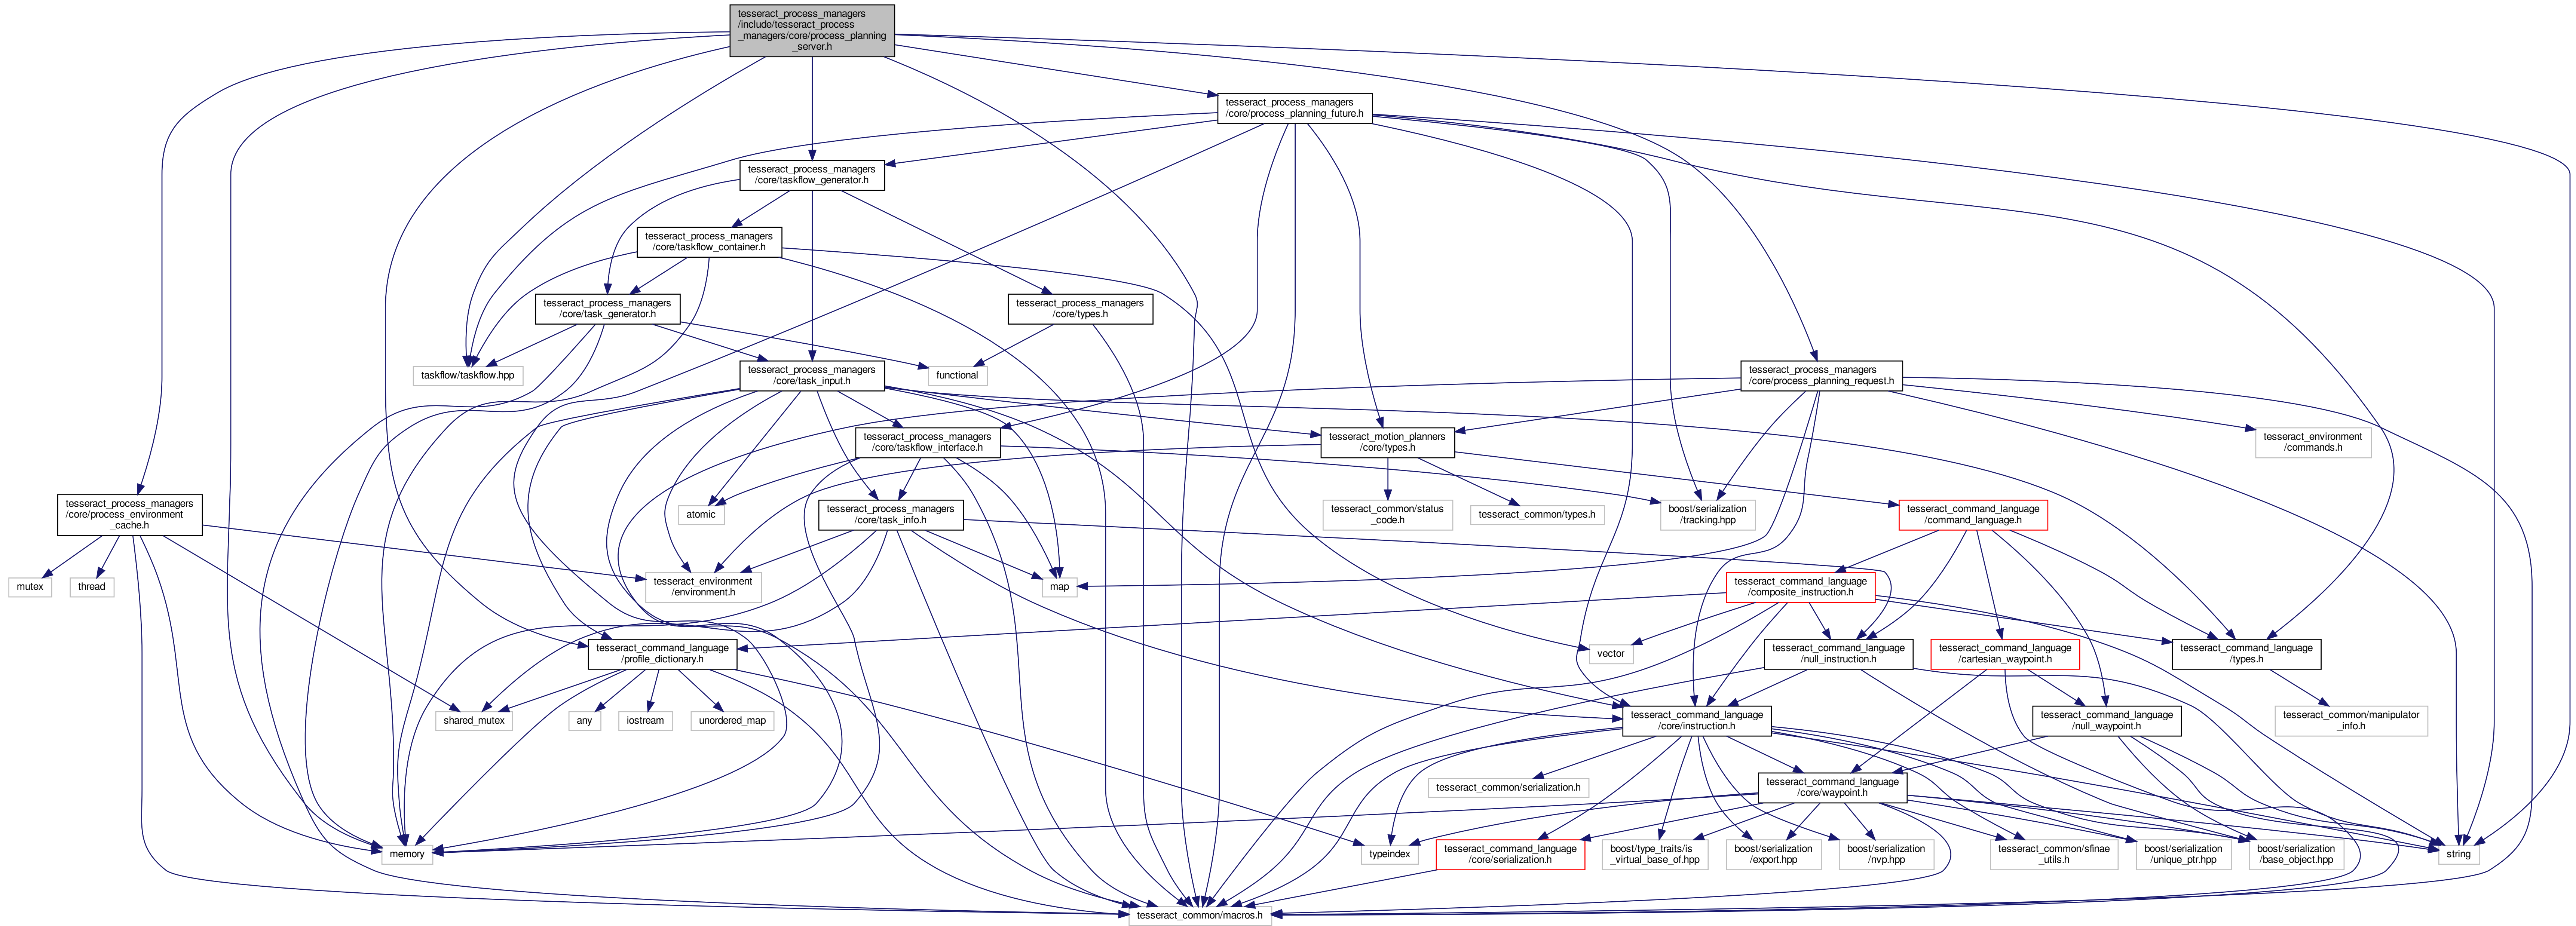 tesseract_process_managers
/include/tesseract_process
_managers/core/process_planning
_server.h
tesseract_process_managers
/core/process_planning_future.h
tesseract_process_managers
/core/taskflow_generator.h
tesseract_process_managers
/core/taskflow_container.h
tesseract_process_managers
/core/task_generator.h
tesseract_process_managers
/core/types.h
taskflow/taskflow.hpp
tesseract_process_managers
/core/task_input.h
functional
tesseract_process_managers
/core/process_planning_request.h
tesseract_process_managers
/core/taskflow_interface.h
tesseract_motion_planners
/core/types.h
tesseract_environment
/commands.h
tesseract_process_managers
/core/process_environment
_cache.h
atomic
tesseract_process_managers
/core/task_info.h
tesseract_common/status
_code.h
tesseract_common/types.h
boost/serialization
/tracking.hpp
tesseract_command_language
/command_language.h
mutex
thread
tesseract_environment
/environment.h
map
tesseract_command_language
/composite_instruction.h
tesseract_command_language
/profile_dictionary.h
vector
tesseract_command_language
/null_instruction.h
tesseract_command_language
/cartesian_waypoint.h
tesseract_command_language
/types.h
shared_mutex
any
iostream
unordered_map
tesseract_command_language
/core/instruction.h
tesseract_command_language
/null_waypoint.h
tesseract_common/manipulator
_info.h
tesseract_common/serialization.h
tesseract_command_language
/core/waypoint.h
memory
typeindex
tesseract_command_language
/core/serialization.h
boost/type_traits/is
_virtual_base_of.hpp
boost/serialization
/export.hpp
boost/serialization
/nvp.hpp
tesseract_common/sfinae
_utils.h
boost/serialization
/unique_ptr.hpp
boost/serialization
/base_object.hpp
string
tesseract_common/macros.h